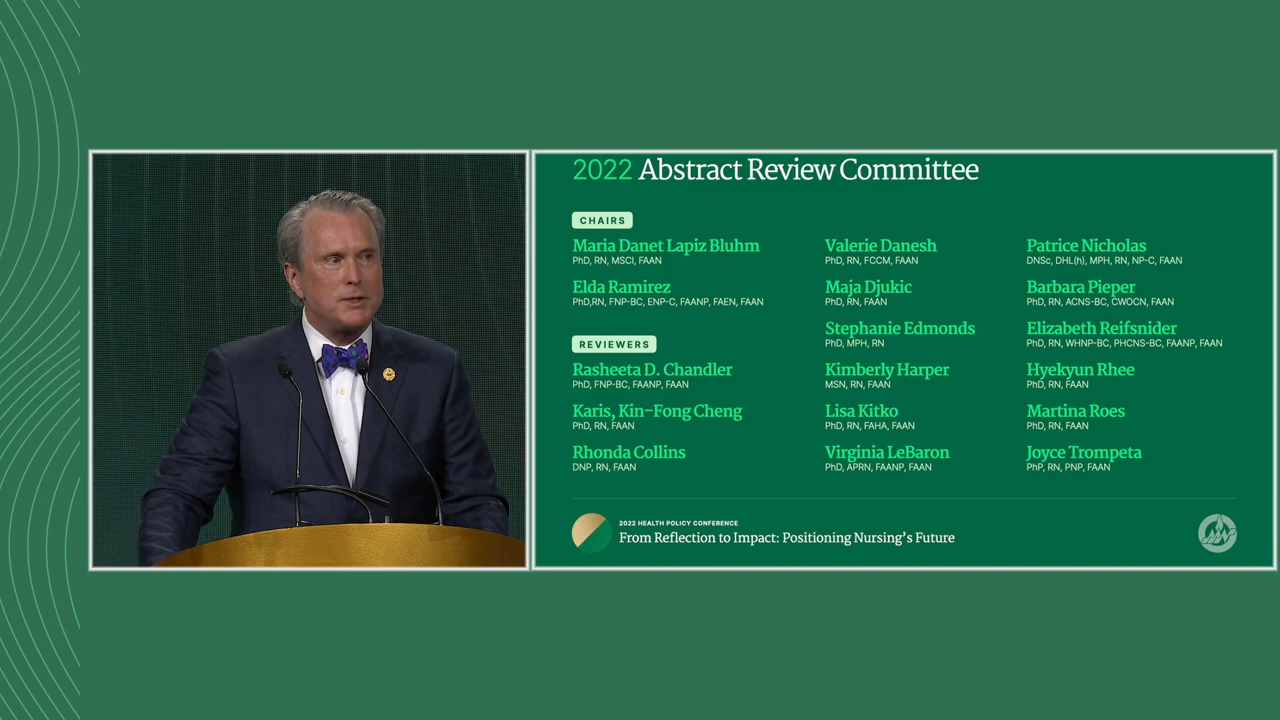 2022 Abstract Review Committee
CHAIRS
Maria Danet Lapiz Bluhm
PhD, RN, MSCI, FAAN
Elda Ramirez
PhD,RN, FNP-BC, ENP-C, FAANP, FAEN, FAAN
REVIEWERS
Rasheeta D. Chandler
PhD, FNP-BC, FAANP, FAAN
Karis, Kin-Fong Cheng
PhD, RN, FAAN
Rhonda Collins
DNP, RN, FAAN
Valerie Danesh
PhD, RN, FCCM, FAAN
Maja Djukic
PhD, RN, FAAN
Stephanie Edmonds
PhD, MPH, RN
Kimberly Harper
MSN, RN, FAAN
Lisa Kitko
PhD, RN, FAHA, FAAN
Virginia LeBaron
PhD, APRN, FAANP, FAAN
Patrice Nicholas
DNSc, DHL(h), MPH, RN, NP-C, FAAN
Barbara Pieper
PhD, RN, ACNS-BC, CWOCN, FAAN
Elizabeth Reifsnider
PhD, RN, WHNP-BC, PHCNS-BC, FAANP, FAAN
Hyekyun Rhee
PhD, RN, FAAN
Martina Roes
PhD, RN, FAAN
Joyce Trompeta
PhP, RN, PNP, FAAN
2022 HEALTH POLICY CONFERENCE
From Reflection to Impact: Positioning Nursing's Future